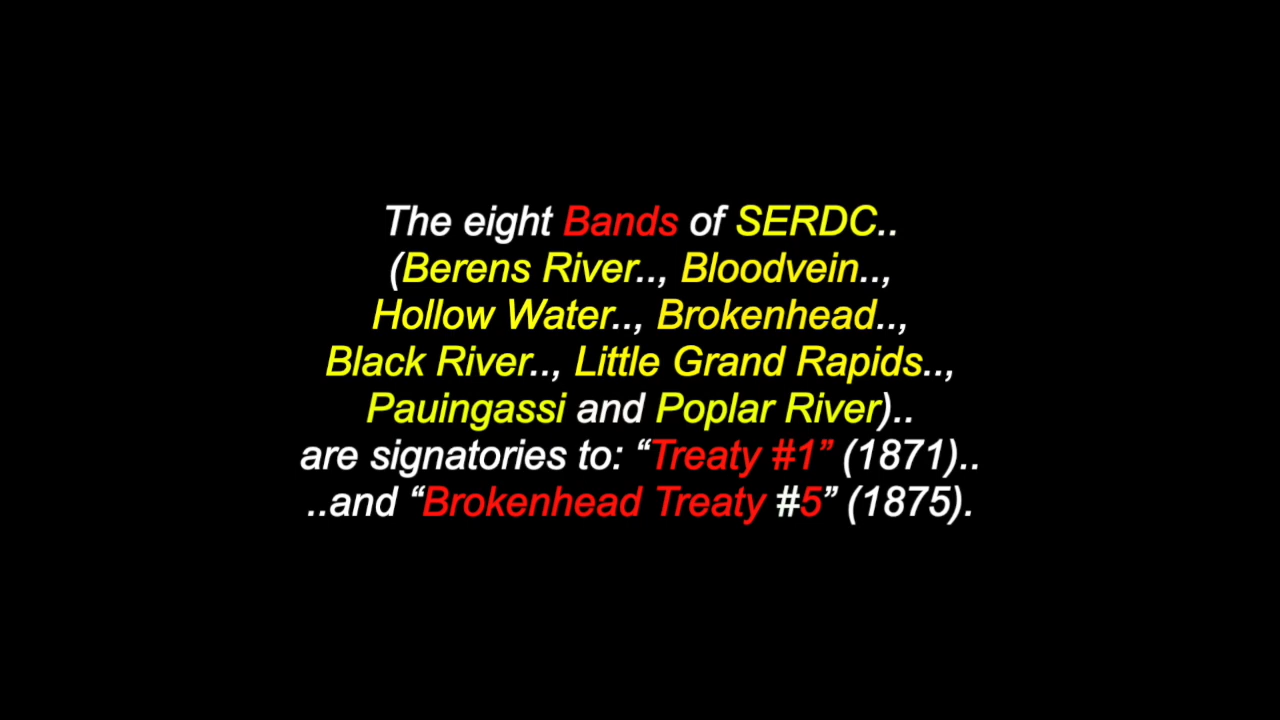 The eight Bands of SERDC..
(Berens River.., Bloodvein..,
Hollow Water.., Brokenhead..,
Black River.., Little Grand Rapids..,
Pauingassi and Poplar River)..
are signatories to: “Treaty #1” (1871)..
..and “Brokenhead Treaty #5” (1875).